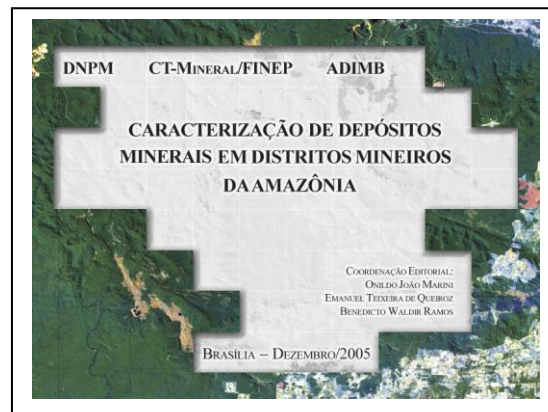 DNPM CT-MINERAL/FINEP ADIMB
CARACTERIZAÇÃO DE DEPÓSITOS
MINERAIS EM DISTRITOS MINEIROS
DA AMAZÔNIA
COORDENAÇÃO EDITORIAL:
ONILDO JOÃO MARINI
EMANUEL TEIXEIRA DE QUEIROZ
BENEDICTO WALDIR RAMOS
BRASÍLIA – DEZEMBRO/2005